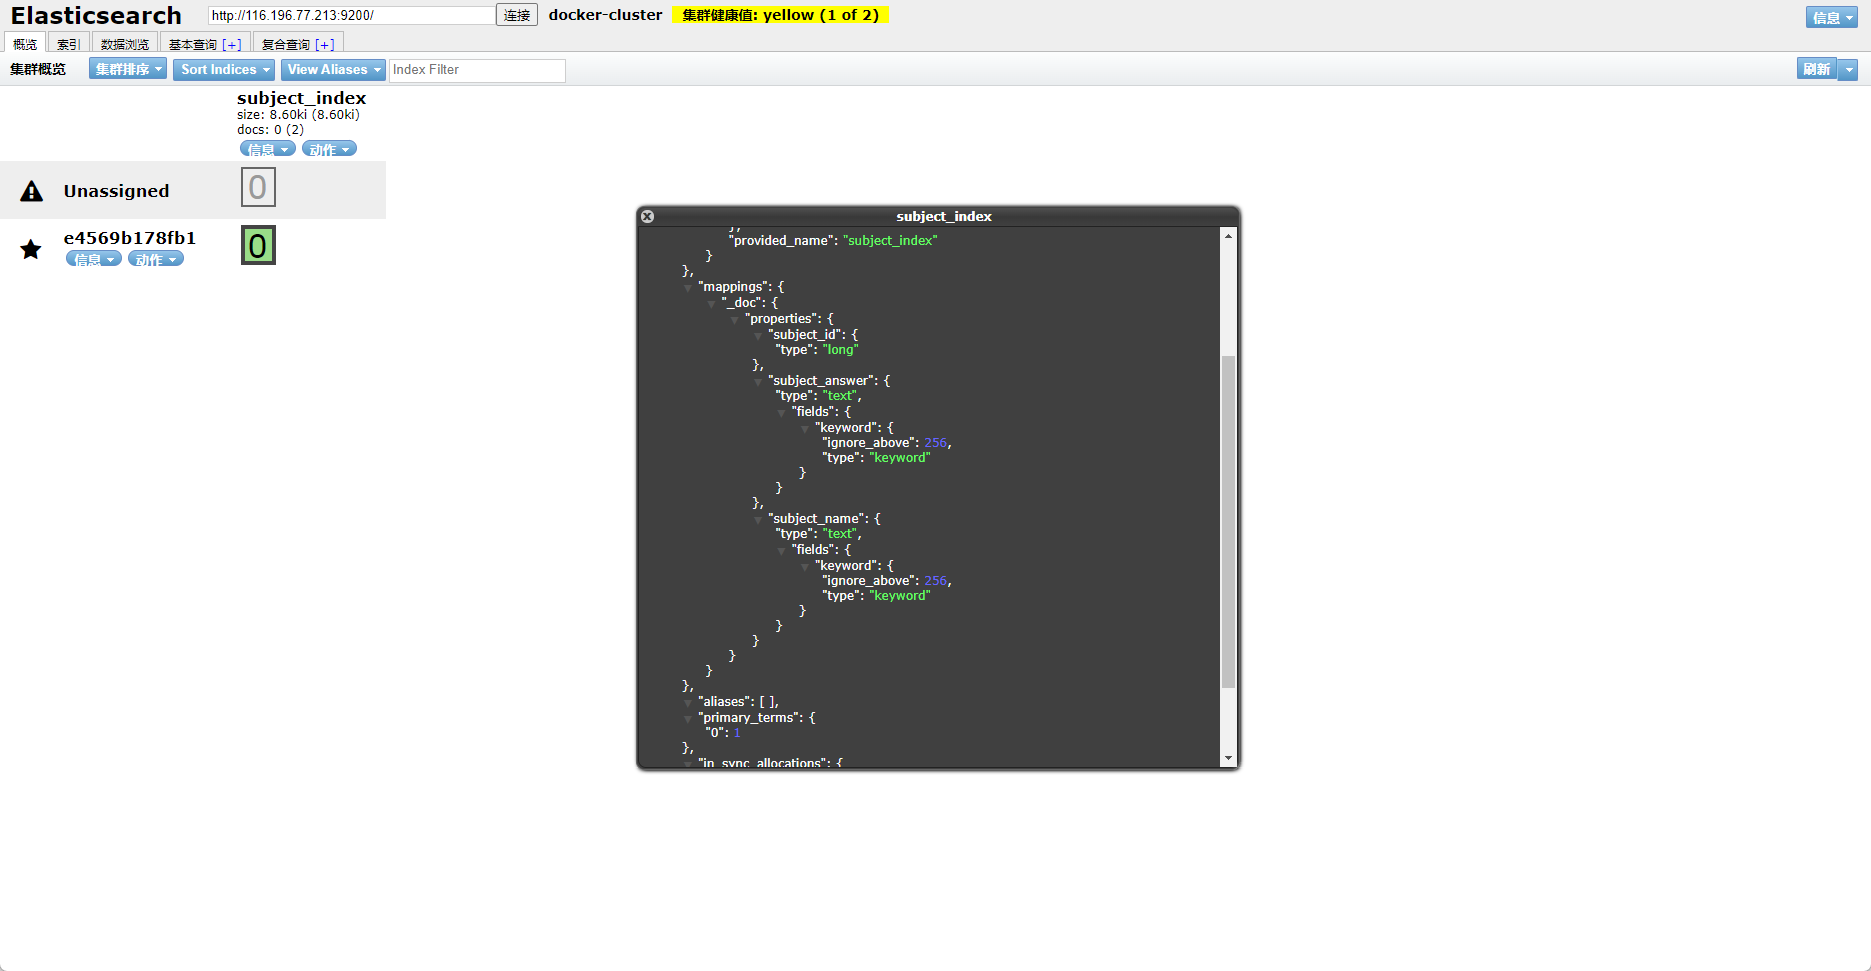 Elasticsearch http://116.196.77.213:9200/ 连接 docker-cluster 集群健康值: yellow (1 of 2) 信息
概览 索引 数据浏览 基本查询 [+] 复合查询 [+]
集群概览 集群排序 Sort Indices View Aliases Index Filter 刷新
subject_index
size: 8.60ki (8.60ki)
docs: 0 (2)
信息 动作
Unassigned 0
e4569b178fb1 0
信息 动作
subject_index
},
"provided_name": "subject_index"
}
},
"mappings": {
"_doc": {
"properties": {
"subject_id": {
"type": "long"
},
"subject_answer": {
"type": "text",
"fields": {
"keyword": {
"ignore_above": 256,
"type": "keyword"
}
}
},
"subject_name": {
"type": "text",
"fields": {
"keyword": {
"ignore_above": 256,
"type": "keyword"
}
}
}
}
}
},
"aliases": [ ],
"primary_terms": {
"0": 1
},
"in_sync_allocations": {